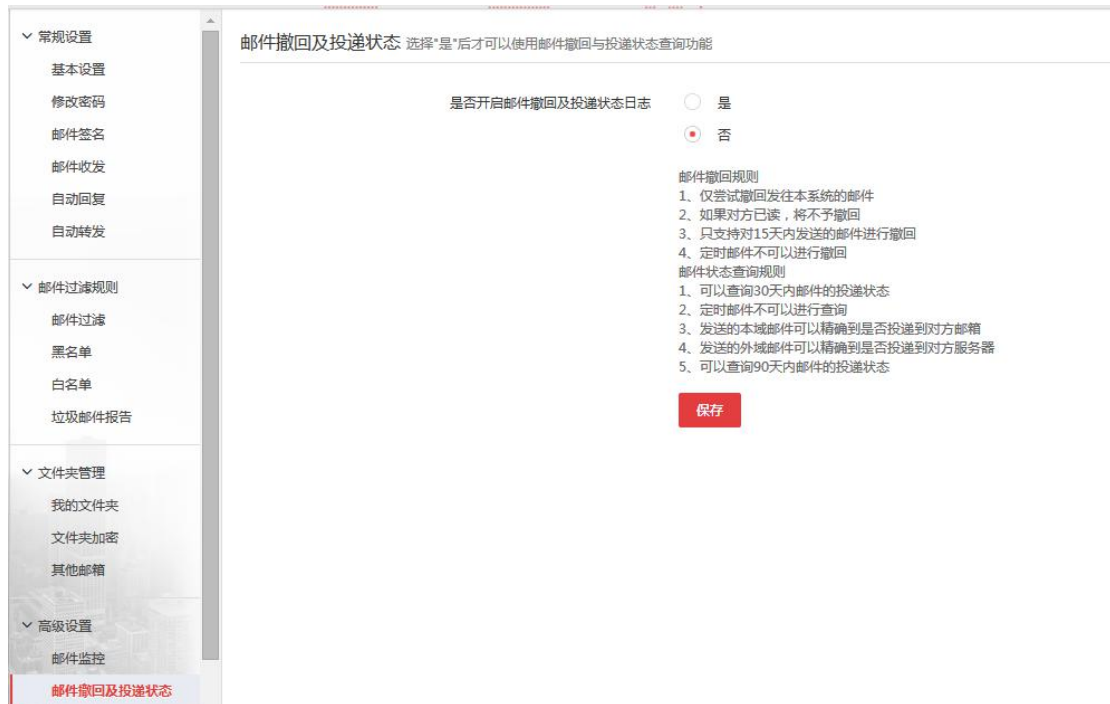 常规设置
基本设置
修改密码
邮件签名
邮件收发
自动回复
自动转发
邮件过滤规则
邮件过滤
黑名单
白名单
垃圾邮件报告
文件夹管理
我的文件夹
文件夹加密
其他邮箱
高级设置
邮件监控
邮件撤回及投递状态
邮件撤回及投递状态 选择"是"后才可以使用邮件撤回与投递状态查询功能
是否开启邮件撤回及投递状态日志 是
否
邮件撤回规则
1、仅尝试撤回发往本系统的邮件
2、如果对方已读，将不予撤回
3、只支持对15天内发送的邮件进行撤回
4、定时邮件不可以进行撤回
邮件状态查询规则
1、可以查询30天内邮件的投递状态
2、定时邮件不可以进行查询
3、发送的本域邮件可以精确到是否投递到对方邮箱
4、发送的外域邮件可以精确到是否投递到对方服务器
5、可以查询90天内邮件的投递状态
保存